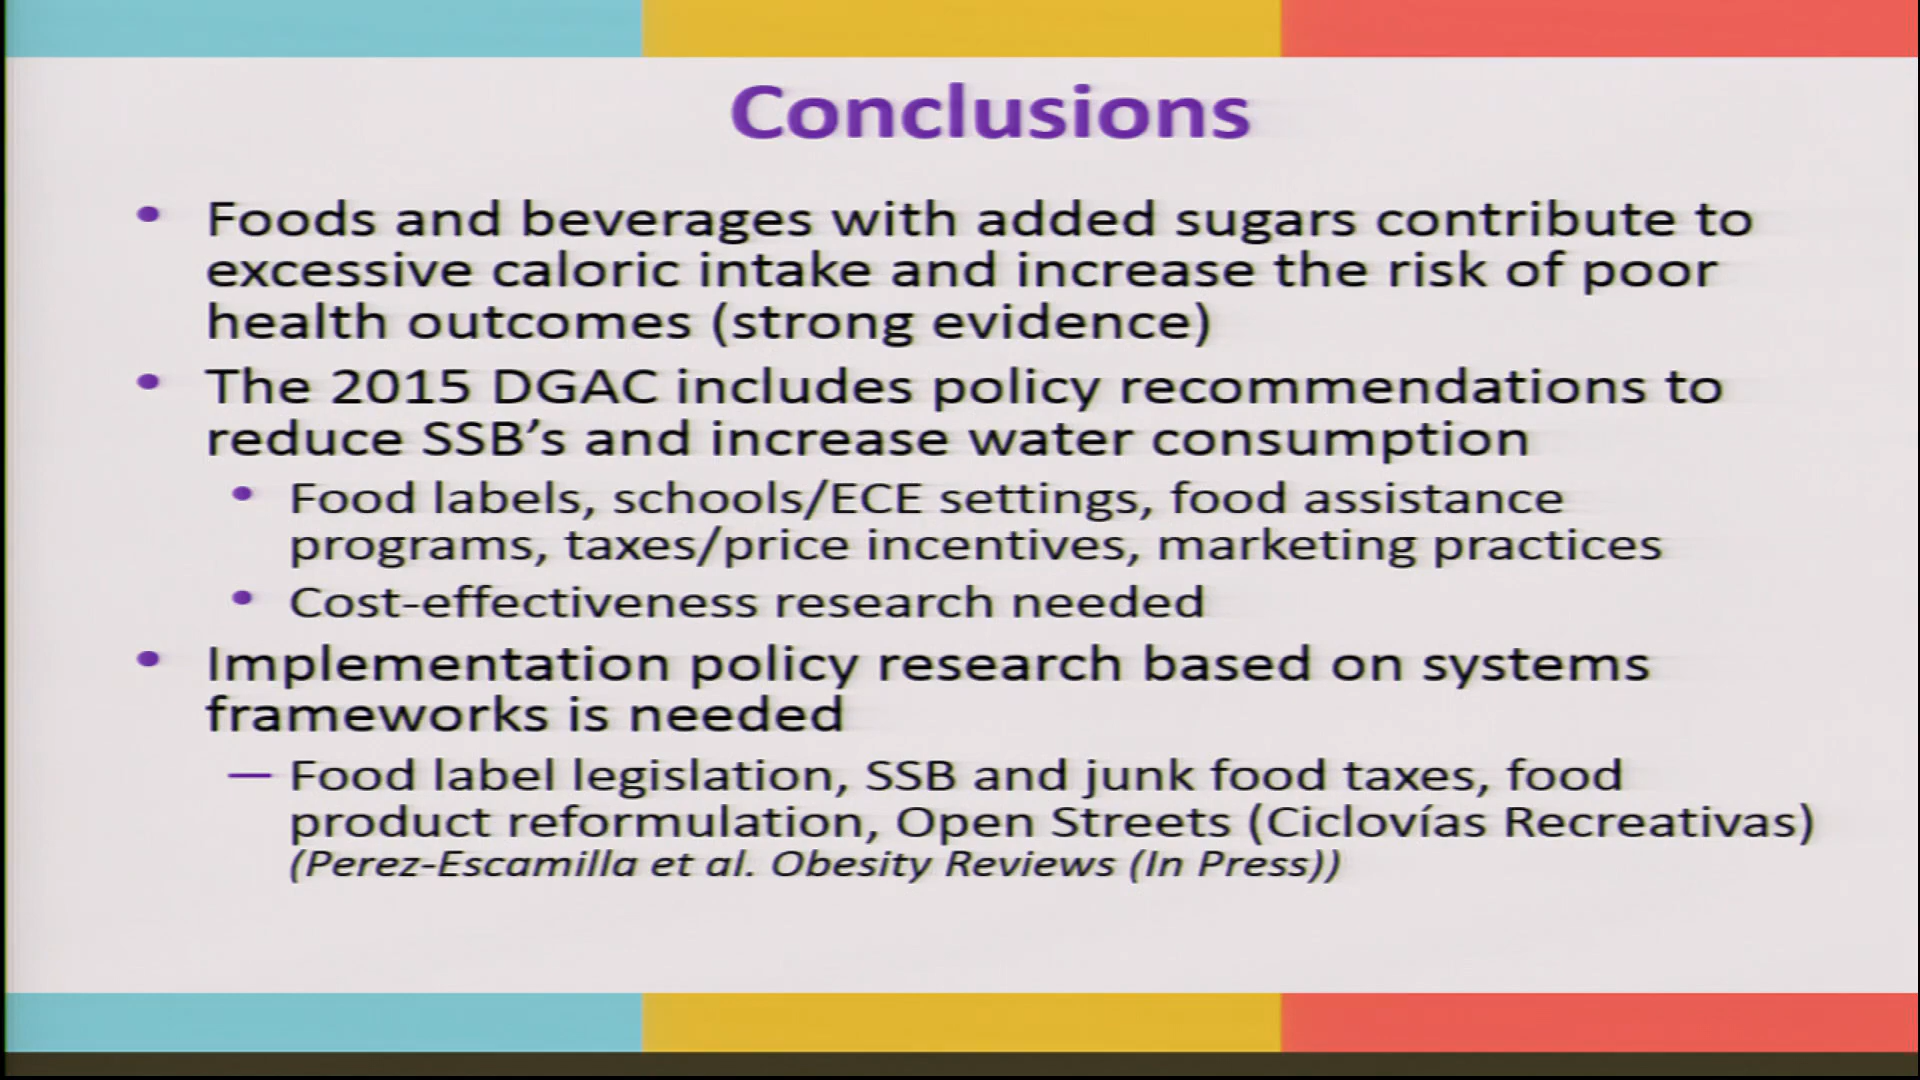 Conclusions
• Foods and beverages with added sugars contribute to
excessive caloric intake and increase the risk of poor
health outcomes (strong evidence)
• The 2015 DGAC includes policy recommendations to
reduce SSB’s and increase water consumption
• Food labels, schools/ECE settings, food assistance
programs, taxes/price incentives, marketing practices
• Cost-effectiveness research needed
• Implementation policy research based on systems
frameworks is needed
— Food label legislation, SSB and junk food taxes, food
product reformulation, Open Streets (Ciclovías Recreativas)
(Perez-Escamilla et al. Obesity Reviews (In Press))